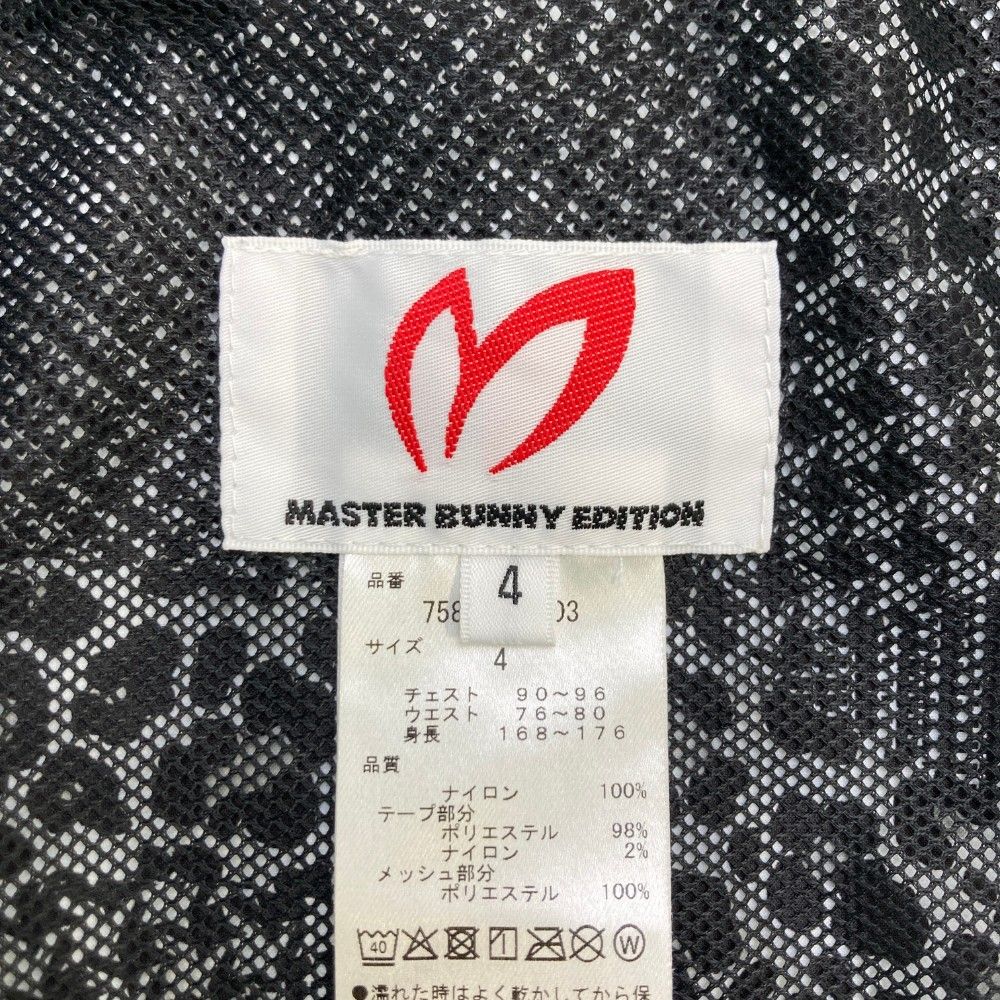 MASTER BUNNY EDITION
4
品番
758 03
サイズ
4
チェスト 90～96
ウエスト 76～80
身長 168～176
品質
ナイロン 100%
テープ部分
ポリエステル 98%
ナイロン 2%
メッシュ部分
ポリエステル 100%
40 W
●濡れた時はよく乾かしてから保